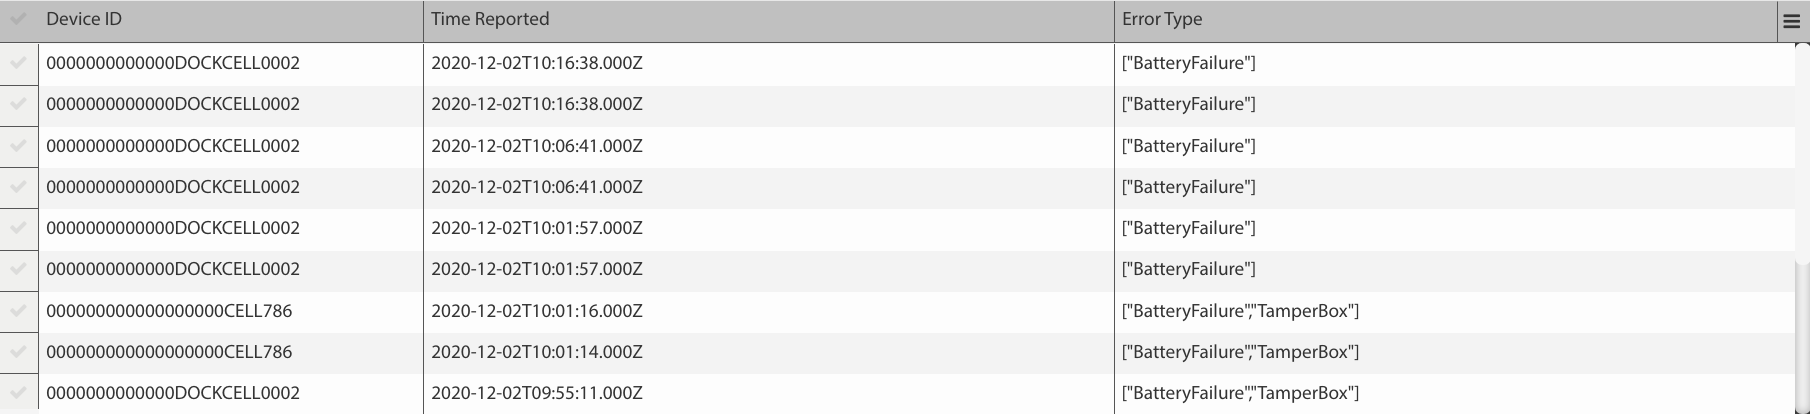 Device ID Time Reported Error Type
0000000000000DOCKCELL0002 2020-12-02T10:16:38.000Z ["BatteryFailure"]
0000000000000DOCKCELL0002 2020-12-02T10:16:38.000Z ["BatteryFailure"]
0000000000000DOCKCELL0002 2020-12-02T10:06:41.000Z ["BatteryFailure"]
0000000000000DOCKCELL0002 2020-12-02T10:06:41.000Z ["BatteryFailure"]
0000000000000DOCKCELL0002 2020-12-02T10:01:57.000Z ["BatteryFailure"]
0000000000000DOCKCELL0002 2020-12-02T10:01:57.000Z ["BatteryFailure"]
000000000000000000CELL786 2020-12-02T10:01:16.000Z ["BatteryFailure","TamperBox"]
000000000000000000CELL786 2020-12-02T10:01:14.000Z ["BatteryFailure","TamperBox"]
0000000000000DOCKCELL0002 2020-12-02T09:55:11.000Z ["BatteryFailure","TamperBox"]